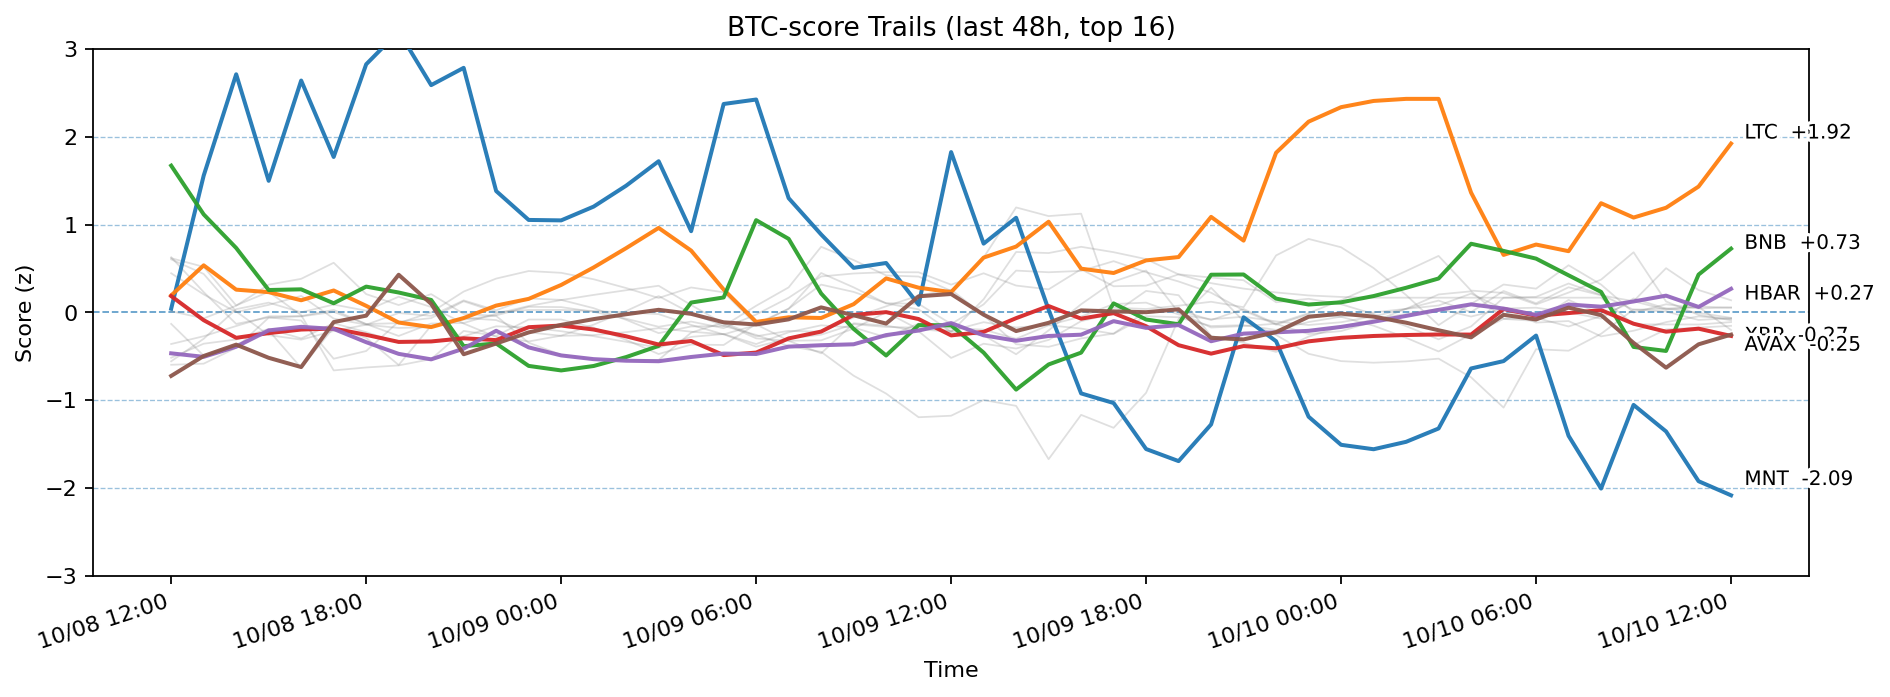 BTC-score Trails (last 48h, top 16)
Score (z)
3
2
1
0
−1
−2
−3
LTC +1.92
BNB +0.73
HBAR +0.27
XRP -0.27
AVAX -0.25
MNT -2.09
10/08 12:00
10/08 18:00
10/09 00:00
10/09 06:00
10/09 12:00
10/09 18:00
10/10 00:00
10/10 06:00
10/10 12:00
Time